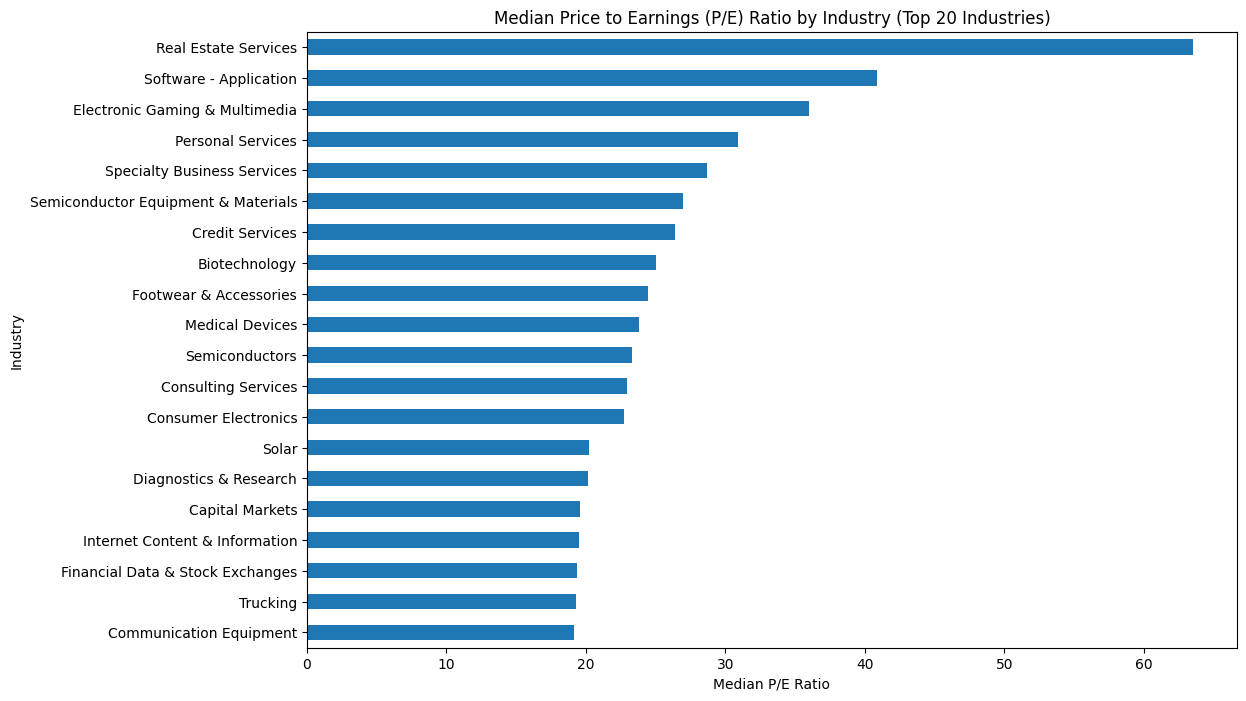 Median Price to Earnings (P/E) Ratio by Industry (Top 20 Industries)
Industry
Real Estate Services
Software - Application
Electronic Gaming & Multimedia
Personal Services
Specialty Business Services
Semiconductor Equipment & Materials
Credit Services
Biotechnology
Footwear & Accessories
Medical Devices
Semiconductors
Consulting Services
Consumer Electronics
Solar
Diagnostics & Research
Capital Markets
Internet Content & Information
Financial Data & Stock Exchanges
Trucking
Communication Equipment
0 10 20 30 40 50 60
Median P/E Ratio